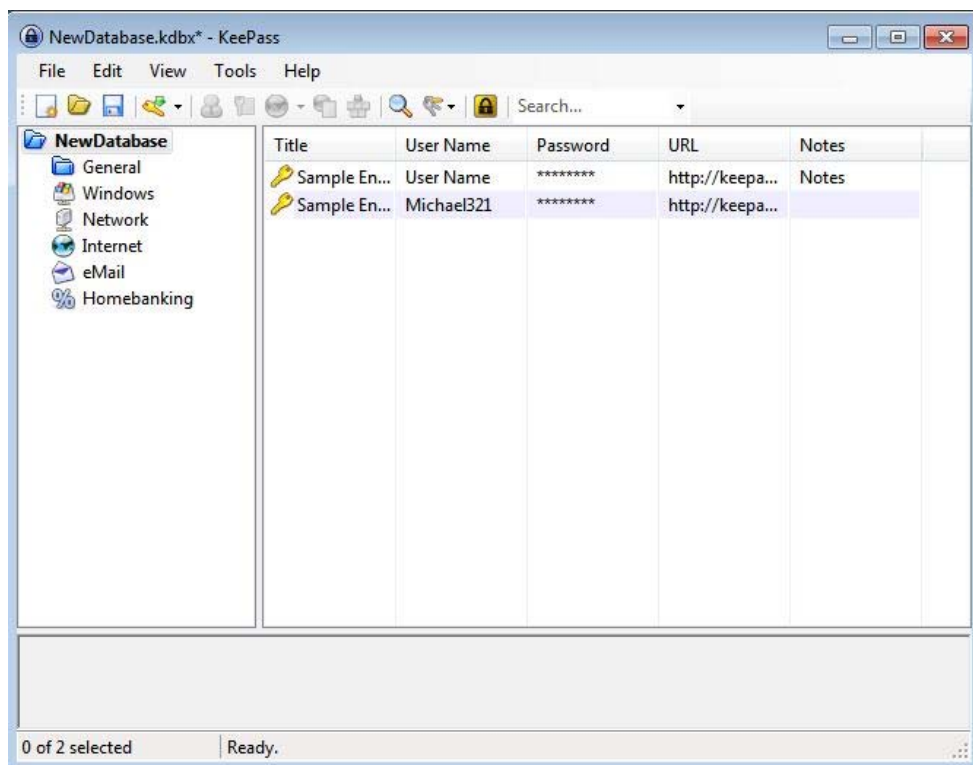 NewDatabase.kdbx* - KeePass
File Edit View Tools Help
Search...
NewDatabase
General
Windows
Network
Internet
eMail
Homebanking
Title User Name Password URL Notes
Sample En... User Name ******** http://keepa... Notes
Sample En... Michael321 ******** http://keepa...
0 of 2 selected Ready.